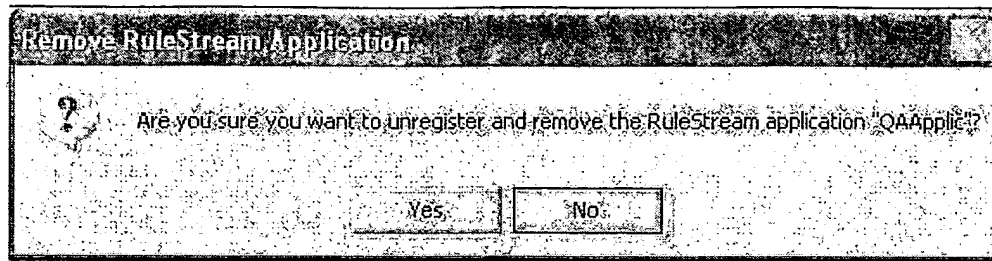 Remove RuleStream Application
Are you sure you want to unregister and remove the RuleStream application "QAApplic"?
Yes
No